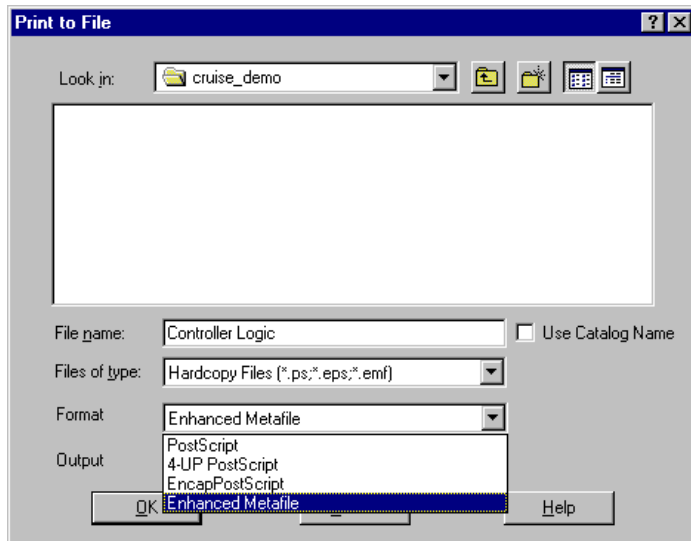 Print to File
Look in: cruise_demo
File name: Controller Logic Use Catalog Name
Files of type: Hardcopy Files (*.ps;*.eps;*.emf)
Format Enhanced Metafile
PostScript
4-UP PostScript
Output
EncapPostScript
Enhanced Metafile
OK Help